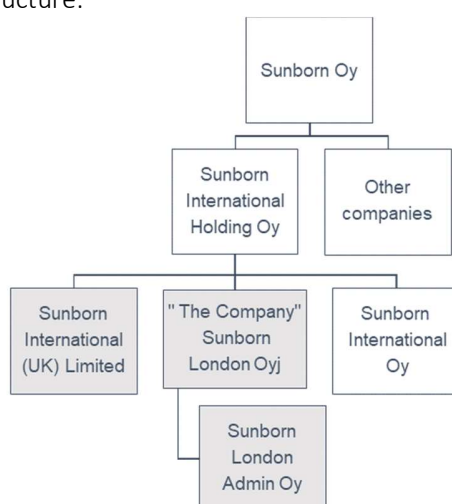 ucture:
Sunborn Oy
Sunborn
International
Holding Oy
Other
companies
Sunborn
International
(UK) Limited
" The Company"
Sunborn
London Oyj
Sunborn
International
Oy
Sunborn
London
Admin Oy